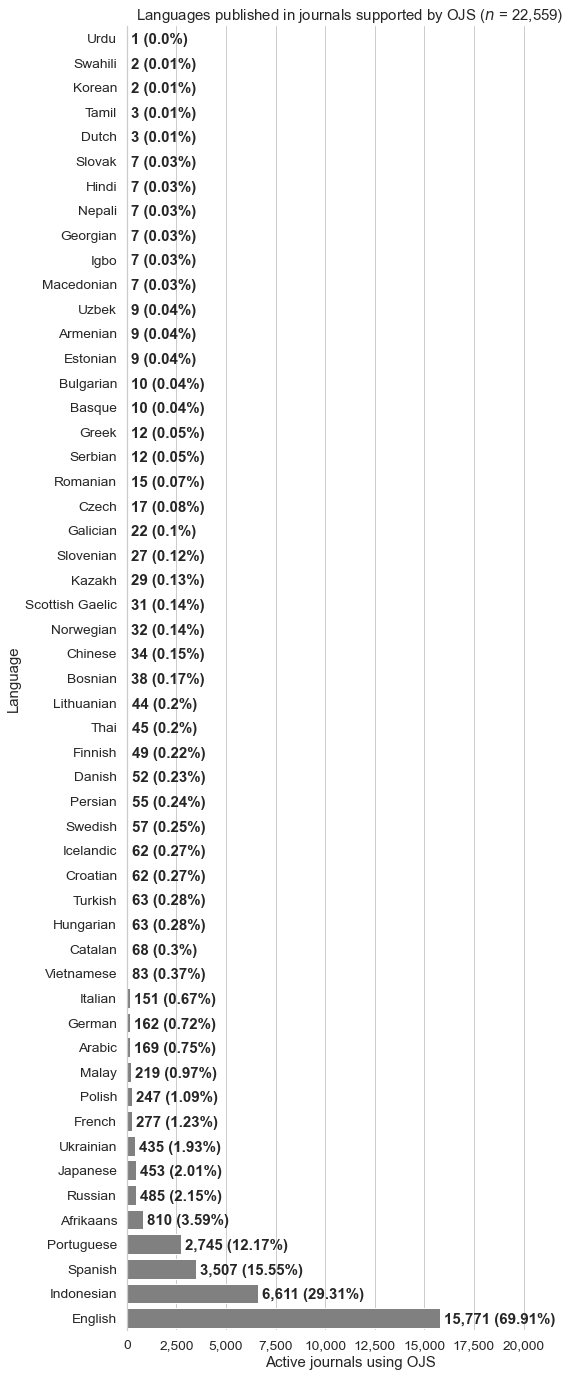 Languages published in journals supported by OJS (n = 22,559)
Urdu 1 (0.0%)
Swahili 2 (0.01%)
Korean 2 (0.01%)
Tamil 3 (0.01%)
Dutch 3 (0.01%)
Slovak 7 (0.03%)
Hindi 7 (0.03%)
Nepali 7 (0.03%)
Georgian 7 (0.03%)
Igbo 7 (0.03%)
Macedonian 7 (0.03%)
Uzbek 9 (0.04%)
Armenian 9 (0.04%)
Estonian 9 (0.04%)
Bulgarian 10 (0.04%)
Basque 10 (0.04%)
Greek 12 (0.05%)
Serbian 12 (0.05%)
Romanian 15 (0.07%)
Czech 17 (0.08%)
Galician 22 (0.1%)
Slovenian 27 (0.12%)
Kazakh 29 (0.13%)
Scottish Gaelic 31 (0.14%)
Norwegian 32 (0.14%)
Chinese 34 (0.15%)
Bosnian 38 (0.17%)
Lithuanian 44 (0.2%)
Thai 45 (0.2%)
Finnish 49 (0.22%)
Danish 52 (0.23%)
Persian 55 (0.24%)
Swedish 57 (0.25%)
Icelandic 62 (0.27%)
Croatian 62 (0.27%)
Turkish 63 (0.28%)
Hungarian 63 (0.28%)
Catalan 68 (0.3%)
Vietnamese 83 (0.37%)
Italian 151 (0.67%)
German 162 (0.72%)
Arabic 169 (0.75%)
Malay 219 (0.97%)
Polish 247 (1.09%)
French 277 (1.23%)
Ukrainian 435 (1.93%)
Japanese 453 (2.01%)
Russian 485 (2.15%)
Afrikaans 810 (3.59%)
Portuguese 2,745 (12.17%)
Spanish 3,507 (15.55%)
Indonesian 6,611 (29.31%)
English 15,771 (69.91%)
Language
0 2,500 5,000 7,500 10,000 12,500 15,000 17,500 20,000
Active journals using OJS